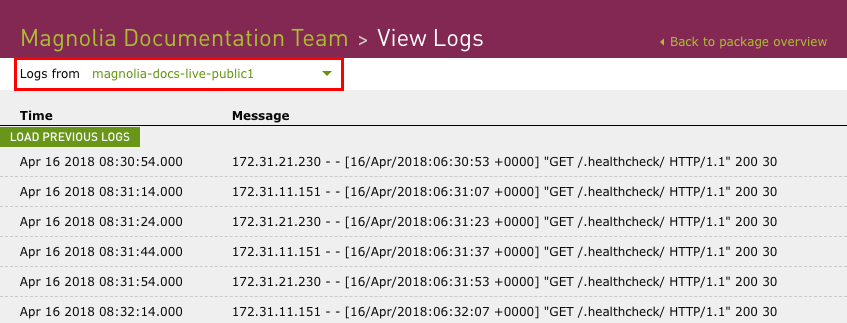 Magnolia Documentation Team > View Logs
Back to package overview
Logs from magnolia-docs-live-public1
Time Message
LOAD PREVIOUS LOGS
Apr 16 2018 08:30:54.000 172.31.21.230 - - [16/Apr/2018:06:30:53 +0000] "GET /.healthcheck/ HTTP/1.1" 200 30
Apr 16 2018 08:31:14.000 172.31.11.151 - - [16/Apr/2018:06:31:07 +0000] "GET /.healthcheck/ HTTP/1.1" 200 30
Apr 16 2018 08:31:24.000 172.31.21.230 - - [16/Apr/2018:06:31:23 +0000] "GET /.healthcheck/ HTTP/1.1" 200 30
Apr 16 2018 08:31:44.000 172.31.11.151 - - [16/Apr/2018:06:31:37 +0000] "GET /.healthcheck/ HTTP/1.1" 200 30
Apr 16 2018 08:31:54.000 172.31.21.230 - - [16/Apr/2018:06:31:53 +0000] "GET /.healthcheck/ HTTP/1.1" 200 30
Apr 16 2018 08:32:14.000 172.31.11.151 - - [16/Apr/2018:06:32:07 +0000] "GET /.healthcheck/ HTTP/1.1" 200 30